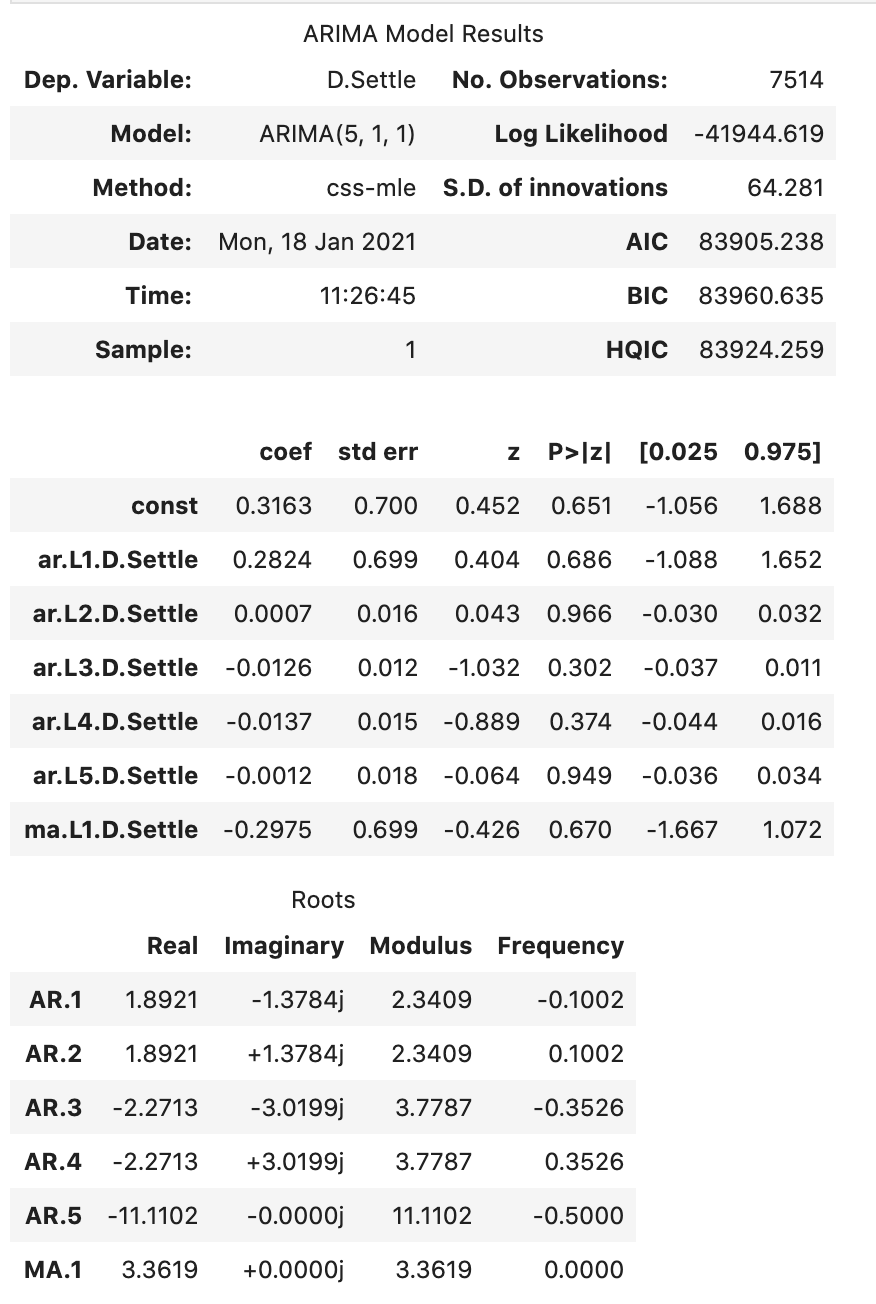 ARIMA Model Results
Dep. Variable: D.Settle No. Observations: 7514
Model: ARIMA(5, 1, 1) Log Likelihood -41944.619
Method: css-mle S.D. of innovations 64.281
Date: Mon, 18 Jan 2021 AIC 83905.238
Time: 11:26:45 BIC 83960.635
Sample: 1 HQIC 83924.259
coef std err z P>|z| [0.025 0.975]
const 0.3163 0.700 0.452 0.651 -1.056 1.688
ar.L1.D.Settle 0.2824 0.699 0.404 0.686 -1.088 1.652
ar.L2.D.Settle 0.0007 0.016 0.043 0.966 -0.030 0.032
ar.L3.D.Settle -0.0126 0.012 -1.032 0.302 -0.037 0.011
ar.L4.D.Settle -0.0137 0.015 -0.889 0.374 -0.044 0.016
ar.L5.D.Settle -0.0012 0.018 -0.064 0.949 -0.036 0.034
ma.L1.D.Settle -0.2975 0.699 -0.426 0.670 -1.667 1.072
Roots
Real Imaginary Modulus Frequency
AR.1 1.8921 -1.3784j 2.3409 -0.1002
AR.2 1.8921 +1.3784j 2.3409 0.1002
AR.3 -2.2713 -3.0199j 3.7787 -0.3526
AR.4 -2.2713 +3.0199j 3.7787 0.3526
AR.5 -11.1102 -0.0000j 11.1102 -0.5000
MA.1 3.3619 +0.0000j 3.3619 0.0000